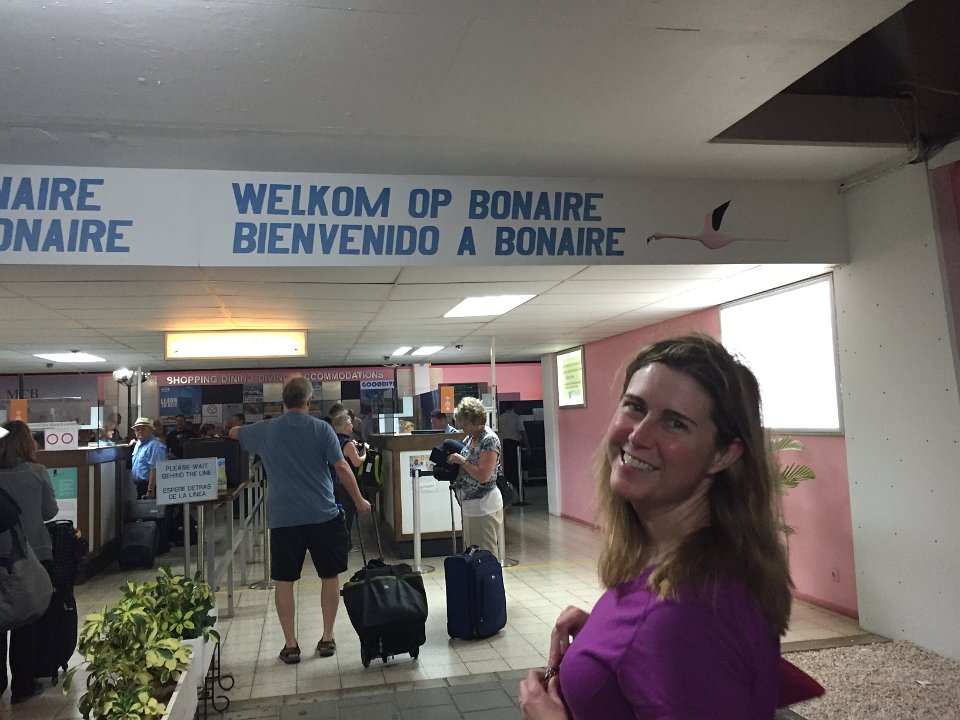 NAIRE
ONAIRE
WELKOM OP BONAIRE
BIENVENIDO A BONAIRE
SHOPPING DINING DIVING ACCOMMODATIONS
PLEASE WAIT
BEHIND THE LINE
ESPERE DETRAS
DE LA LINEA